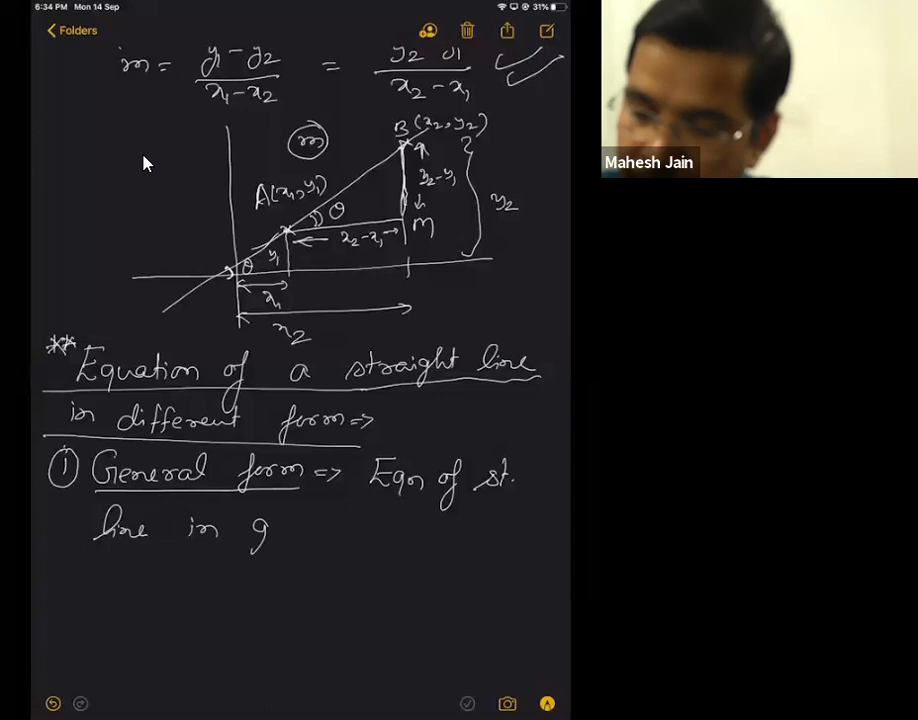 6:34 PM Mon 14 Sep 31%
Folders
m = y1 - y2 / x1 - x2 = y2 y1 / x2 - x1
m
B(x2, y2)
A(x1, y1)
θ
y2 - y1
y2
M
x2 - x1
y1
θ
x1
x2
** Equation of a straight line
in different form =>
① General form => Eqn of st.
line in g
Mahesh Jain